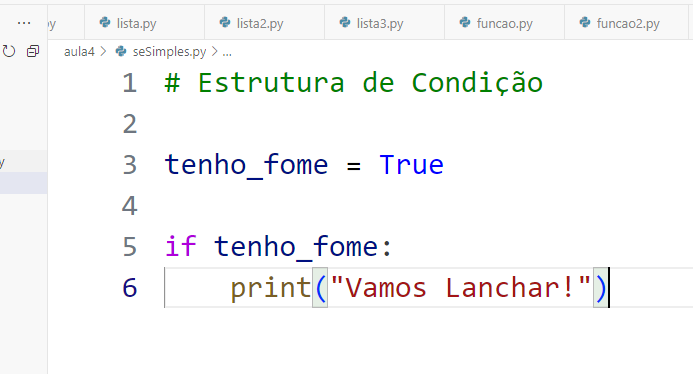 ... py lista.py lista2.py lista3.py funcao.py funcao2.py
aula4 > seSimples.py > ...
y
1 # Estrutura de Condição
2
3 tenho_fome = True
4
5 if tenho_fome:
6 print("Vamos Lanchar!")